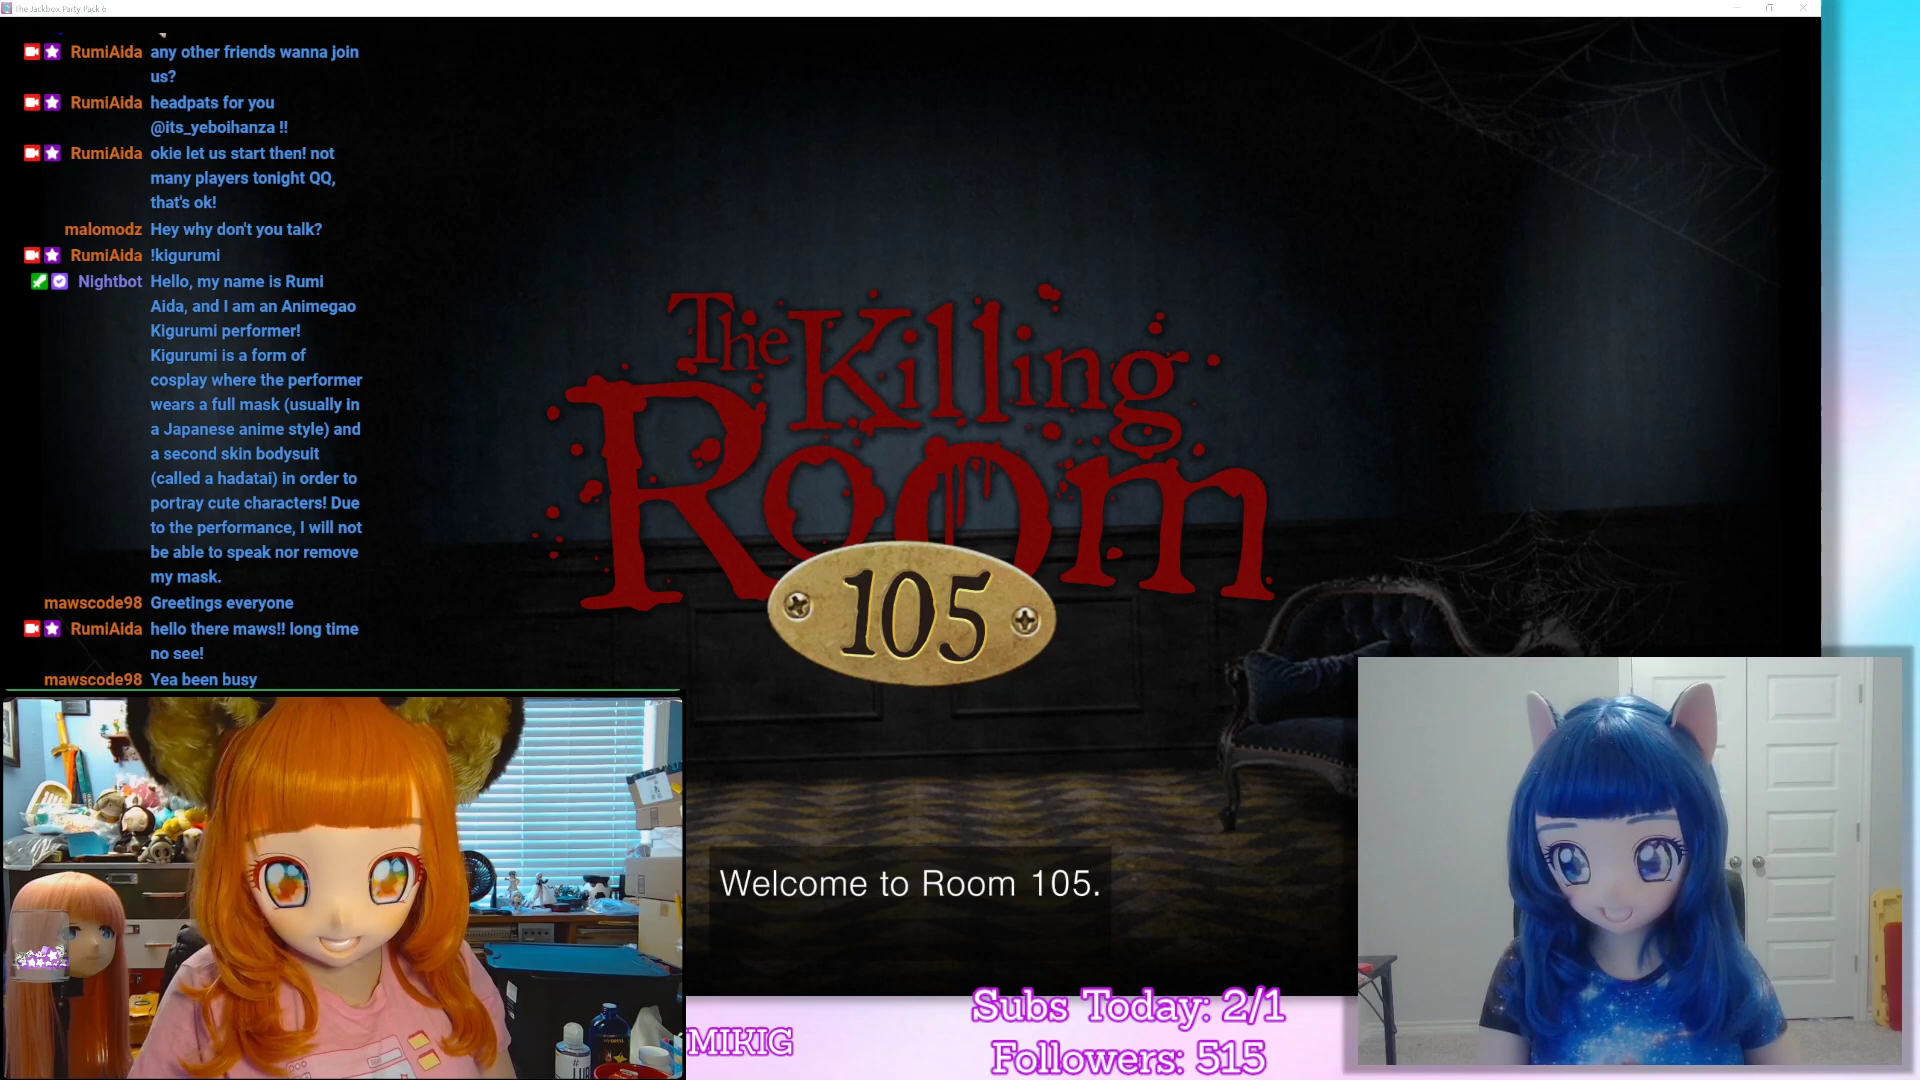 The Jackbox Party Pack 6
RumiAida any other friends wanna join
us?
RumiAida headpats for you
@its_yeboihanza !!
RumiAida okie let us start then! not
many players tonight QQ,
that's ok!
malomodz Hey why don't you talk?
RumiAida !kigurumi
Nightbot Hello, my name is Rumi
Aida, and I am an Animegao
Kigurumi performer!
Kigurumi is a form of
cosplay where the performer
wears a full mask (usually in
a Japanese anime style) and
a second skin bodysuit
(called a hadatai) in order to
portray cute characters! Due
to the performance, I will not
be able to speak nor remove
my mask.
mawscode98 Greetings everyone
RumiAida hello there maws!! long time
no see!
mawscode98 Yea been busy
The Killing
Room
105
Welcome to Room 105.
Subs Today: 2/1
MIKIG
Followers: 515